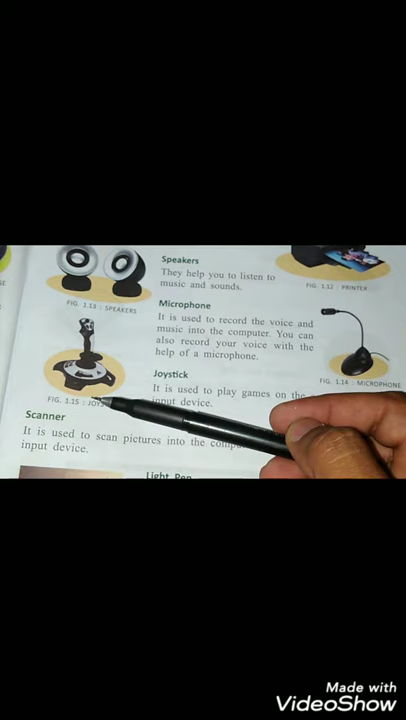 Speakers
They help you to listen to
music and sounds.
FIG. 1.12 : PRINTER
FIG. 1.13 : SPEAKERS
Microphone
It is used to record the voice and
music into the computer. You can
also record your voice with the
help of a microphone.
FIG. 1.14 : MICROPHONE
Joystick
It is used to play games on the
input device.
FIG. 1.15 : JOYS
Scanner
It is used to scan pictures into the
input device.
Light Pen
Made with
VideoShow